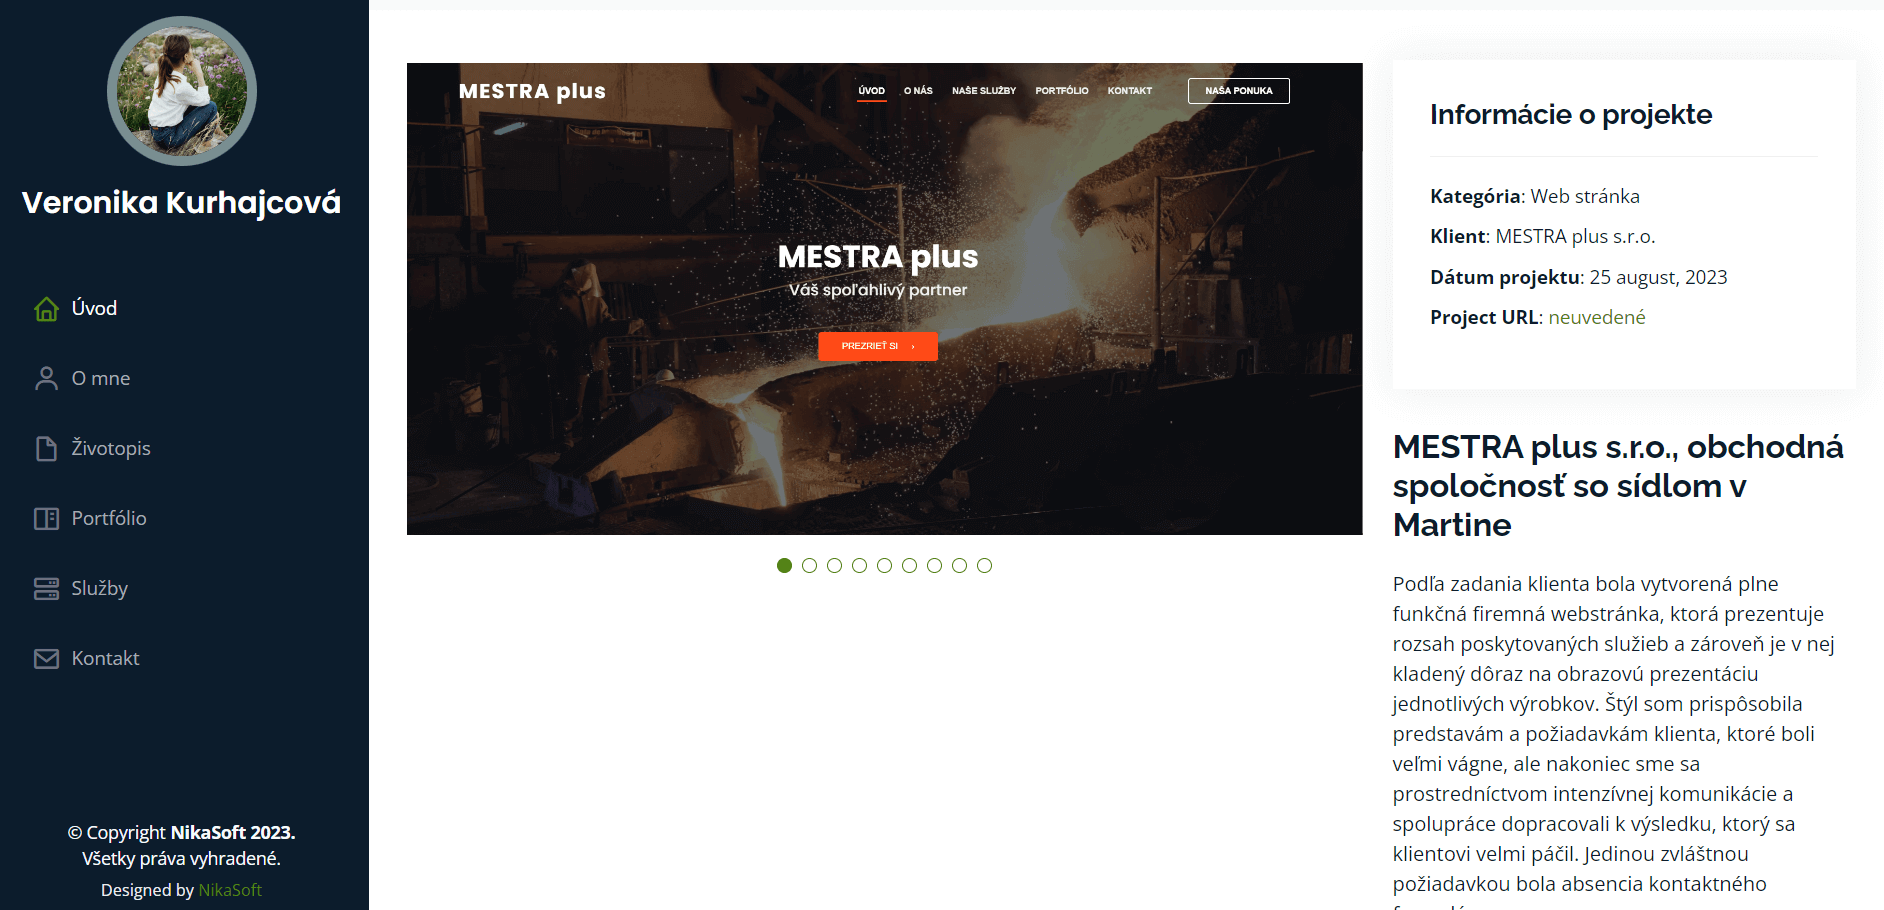 Veronika Kurhajcová
Úvod
O mne
Životopis
Portfólio
Služby
Kontakt
© Copyright NikaSoft 2023.
Všetky práva vyhradené.
Designed by NikaSoft
MESTRA plus
ÚVOD O NÁS NAŠE SLUŽBY PORTFÓLIO KONTAKT NAŠA PONUKA
MESTRA plus
Váš spoľahlivý partner
PREZRIEŤ SI ›
Informácie o projekte
Kategória: Web stránka
Klient: MESTRA plus s.r.o.
Dátum projektu: 25 august, 2023
Project URL: neuvedené
MESTRA plus s.r.o., obchodná
spoločnosť so sídlom v
Martine
Podľa zadania klienta bola vytvorená plne
funkčná firemná webstránka, ktorá prezentuje
rozsah poskytovaných služieb a zároveň je v nej
kladený dôraz na obrazovú prezentáciu
jednotlivých výrobkov. Štýl som prispôsobila
predstavám a požiadavkám klienta, ktoré boli
veľmi vágne, ale nakoniec sme sa
prostredníctvom intenzívnej komunikácie a
spolupráce dopracovali k výsledku, ktorý sa
klientovi velmi páčil. Jedinou zvláštnou
požiadavkou bola absencia kontaktného